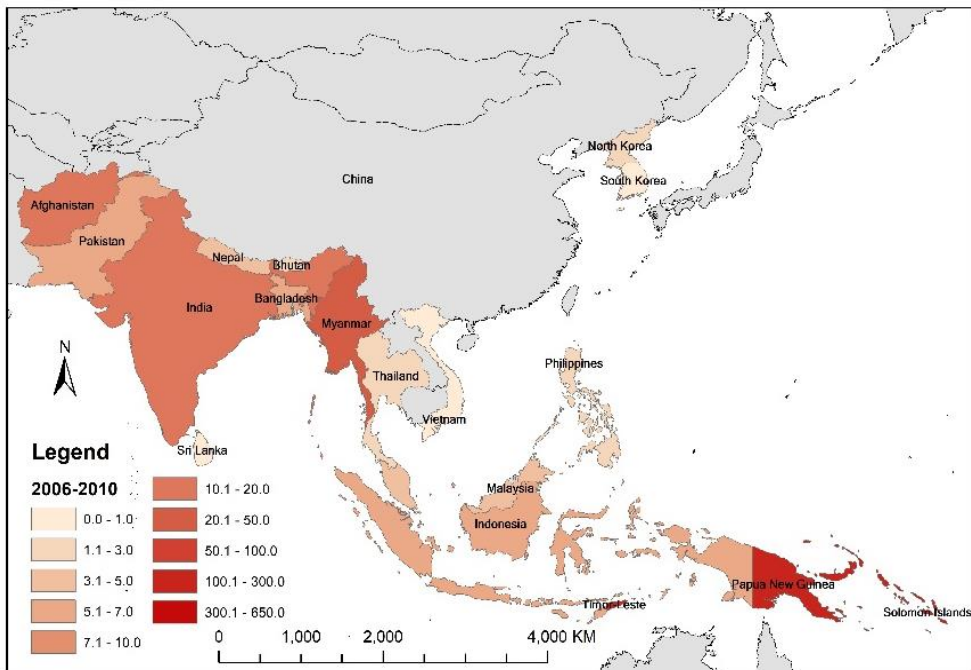 North Korea
South Korea
China
Afghanistan
Pakistan
Nepal
Bhutan
Bangladesh
India
Myanmar
N
Thailand
Philippines
Vietnam
Sri Lanka
Malaysia
Indonesia
Papua New Guinea
Timor-Leste
Solomon Islands
Legend
2006-2010
0.0 - 1.0
1.1 - 3.0
3.1 - 5.0
5.1 - 7.0
7.1 - 10.0
10.1 - 20.0
20.1 - 50.0
50.1 - 100.0
100.1 - 300.0
300.1 - 650.0
0 1,000 2,000 4,000 KM